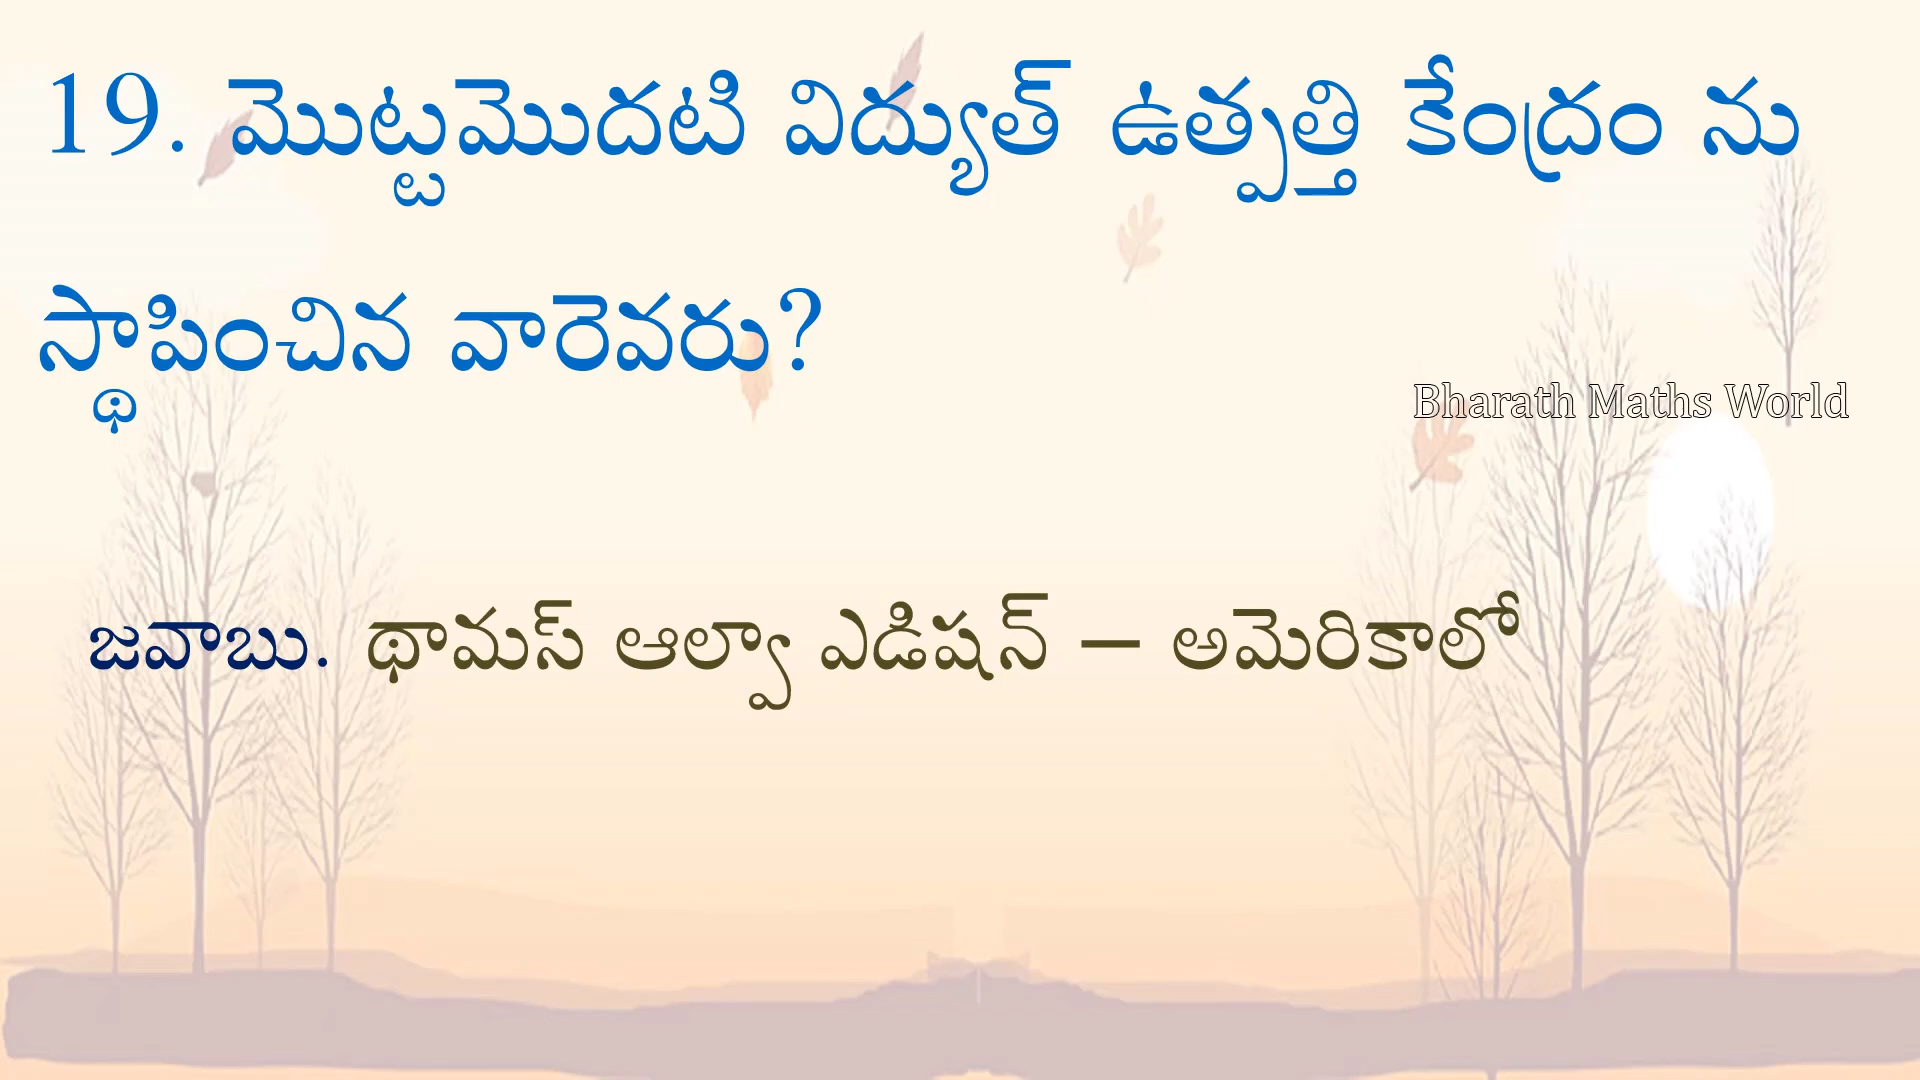 19. మొట్టమొదటి విద్యుత్ ఉత్పత్తి కేంద్రం ను
స్థాపించిన వారెవరు?
Bharath Maths World
జవాబు. థామస్ ఆల్వా ఎడిషన్ – అమెరికాలో